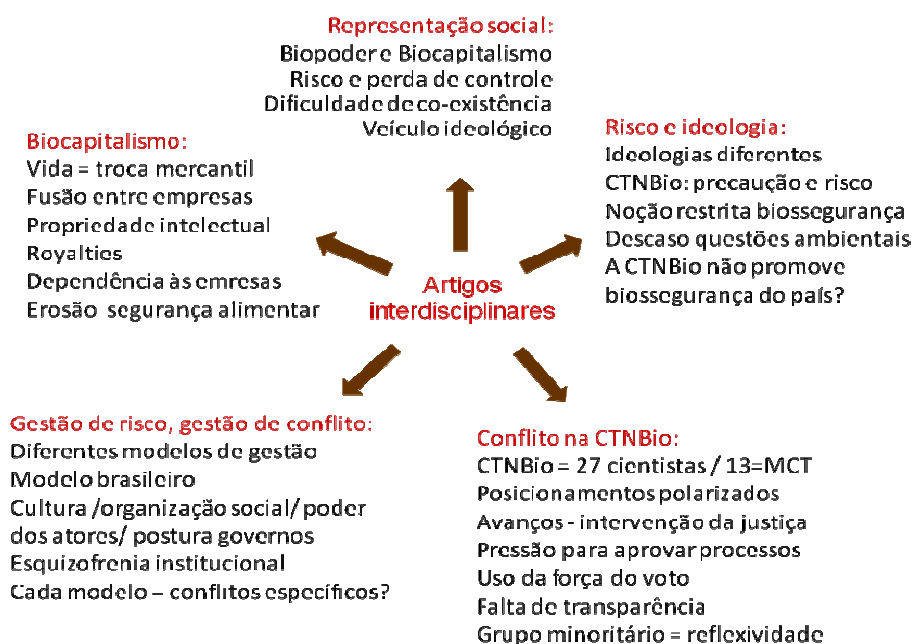 Representação social:
Biopoder e Biocapitalismo
Risco e perda de controle
Dificuldade de co-existência
Veículo ideológico
Biocapitalismo:
Vida = troca mercantil
Fusão entre empresas
Propriedade intelectual
Royalties
Dependência às emresas
Erosão segurança alimentar
Risco e ideologia:
Ideologias diferentes
CTNBio: precaução e risco
Noção restrita biossegurança
Descaso questões ambientais
A CTNBio não promove
biossegurança do país?
Artigos
interdisciplinares
Gestão de risco, gestão de conflito:
Diferentes modelos de gestão
Modelo brasileiro
Cultura /organização social/ poder
dos atores/ postura governos
Esquizofrenia institucional
Cada modelo – conflitos específicos?
Conflito na CTNBio:
CTNBio = 27 cientistas / 13=MCT
Posicionamentos polarizados
Avanços - intervenção da justiça
Pressão para aprovar processos
Uso da força do voto
Falta de transparência
Grupo minoritário = reflexividade